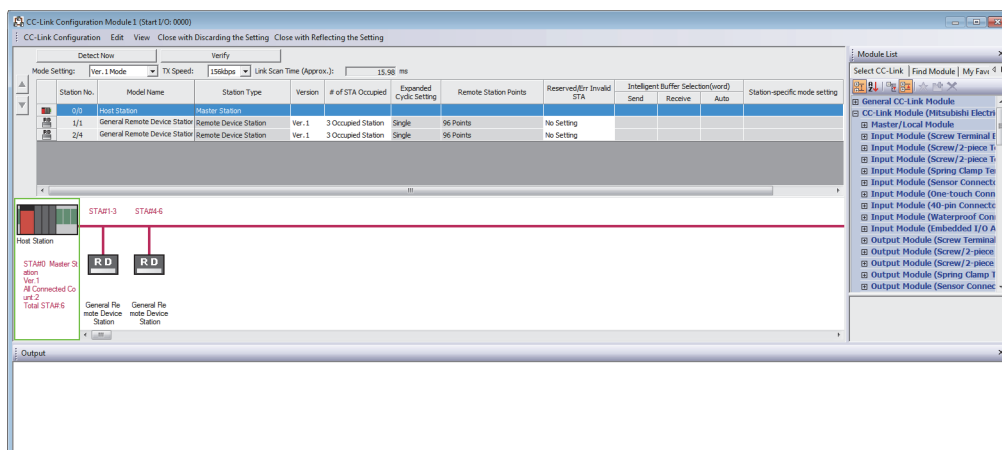 CC-Link Configuration Module1 (Start I/O: 0000)
CC-Link Configuration Edit View Close with Discarding the Setting Close with Reflecting the Setting
Detect Now Verify
Mode Setting: Ver.1 Mode TX Speed: 156kbps Link Scan Time (Approx.): 15.98 ms
Station No. Model Name Station Type Version # of STA Occupied Expanded Cyclic Setting Remote Station Points Reserved/Err Invalid STA Intelligent Buffer Selection(word) Send Receive Auto Station-specific mode setting
0/0 Host Station Master Station
1/1 General Remote Device Station Remote Device Station Ver.1 3 Occupied Station Single 96 Points No Setting
2/4 General Remote Device Station Remote Device Station Ver.1 3 Occupied Station Single 96 Points No Setting
STA#1-3 STA#4-6
Host Station
STA#0 Master St
ation
Ver.1
All Connected Co
unt:2
Total STA#:6
RD RD
General Re
mote Device
Station
General Re
mote Device
Station
Module List
Select CC-Link Find Module My Favi
General CC-Link Module
CC-Link Module (Mitsubishi Electri
Master/Local Module
Input Module (Screw Terminal B
Input Module (Screw/2-piece T
Input Module (Screw/2-piece T
Input Module (Spring Clamp Te
Input Module (Sensor Connecto
Input Module (One-touch Conn
Input Module (40-pin Connecto
Input Module (Waterproof Con
Input Module (Embedded I/O A
Output Module (Screw Terminal
Output Module (Screw/2-piece
Output Module (Screw/2-piece
Output Module (Spring Clamp T
Output Module (Sensor Connec
Output